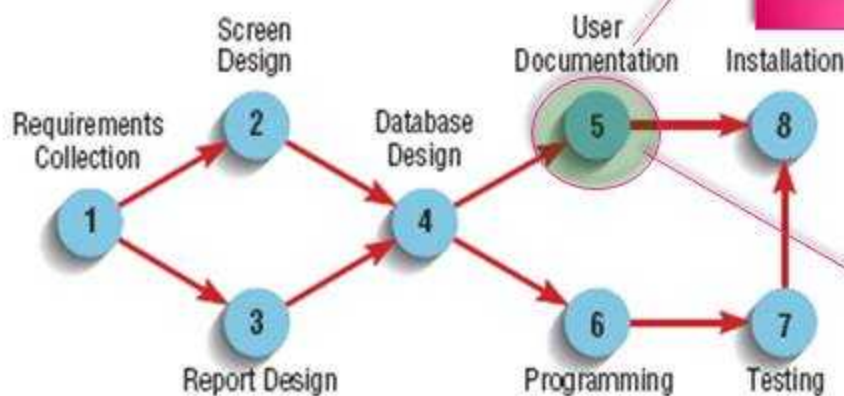 Screen
Design
2
Requirements
Collection
1
3
Report Design
Database
Design
4
User
Documentation
5
Installation
8
6
Programming
7
Testing